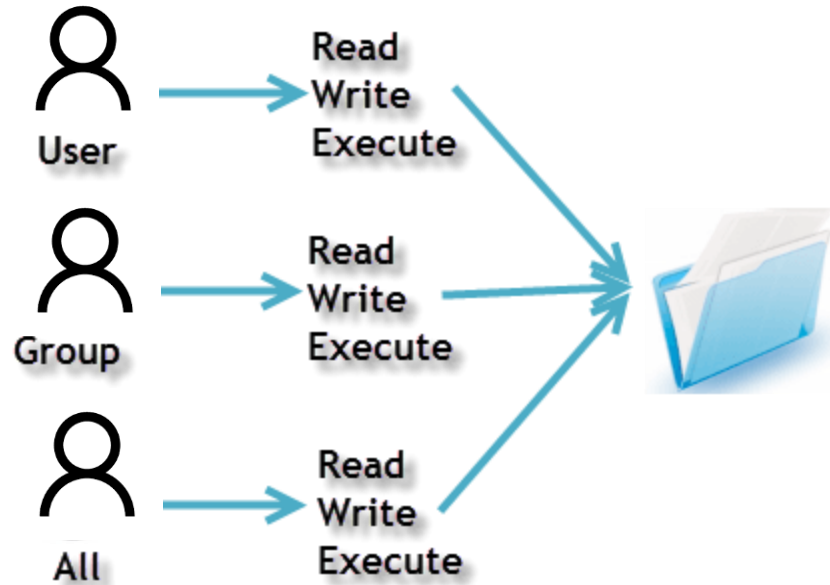 User
Read
Write
Execute
Group
Read
Write
Execute
All
Read
Write
Execute